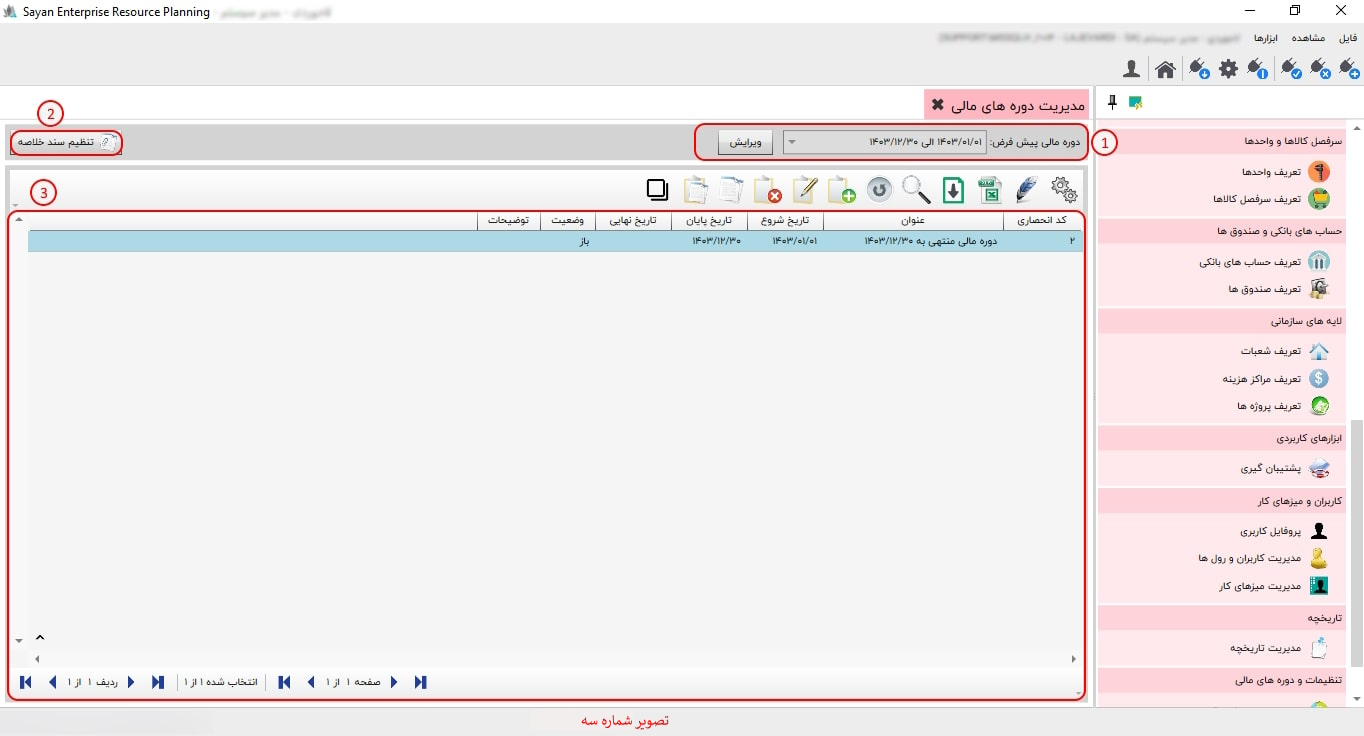 Sayan Enterprise Resource Planning
فایل مشاهده ابزارها
مدیریت دوره های مالی
1
دوره مالی پیش فرض: ۱۴۰۳/۰۱/۰۱ الی ۱۴۰۳/۱۲/۳۰ ویرایش
2
تنظیم سند خلاصه
3
کد انحصاری عنوان تاریخ شروع تاریخ پایان تاریخ نهایی وضعیت توضیحات
۲ دوره مالی منتهی به ۱۴۰۳/۱۲/۳۰ ۱۴۰۳/۰۱/۰۱ ۱۴۰۳/۱۲/۳۰ باز
صفحه ۱ از ۱ انتخاب شده ۱ از ۱ ردیف ۱ از ۱
سرفصل کالاها و واحدها
تعریف واحدها
تعریف سرفصل کالاها
حساب های بانکی و صندوق ها
تعریف حساب های بانکی
تعریف صندوق ها
لایه های سازمانی
تعریف شعبات
تعریف مراکز هزینه
تعریف پروژه ها
ابزارهای کاربردی
پشتیبان گیری
کاربران و میزهای کار
پروفایل کاربری
مدیریت کاربران و رول ها
مدیریت میزهای کار
تاریخچه
مدیریت تاریخچه
تنظیمات و دوره های مالی
تصویر شماره سه